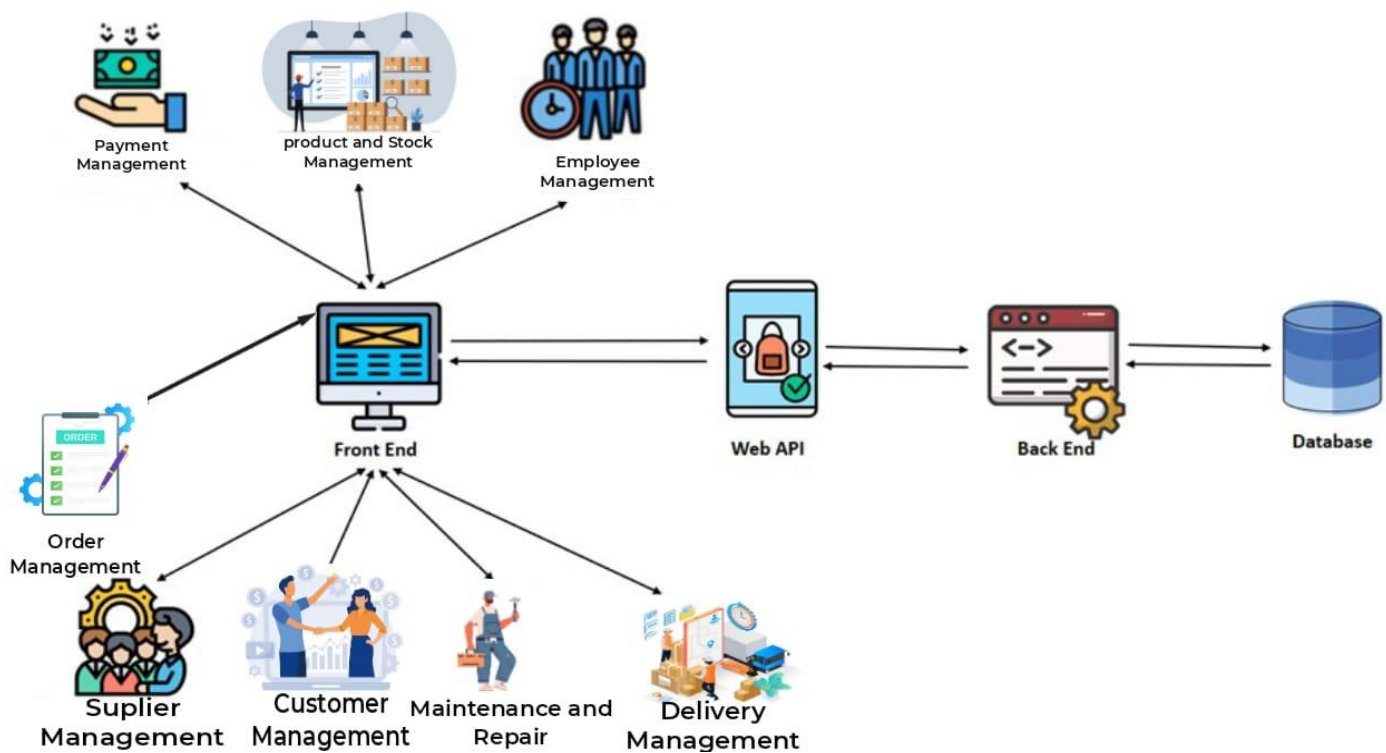 Payment
Management
product and Stock
Management
Employee
Management
Front End
Web API
Back End
Database
ORDER
Order
Management
Suplier
Management
Customer
Management
Maintenance and
Repair
Delivery
Management